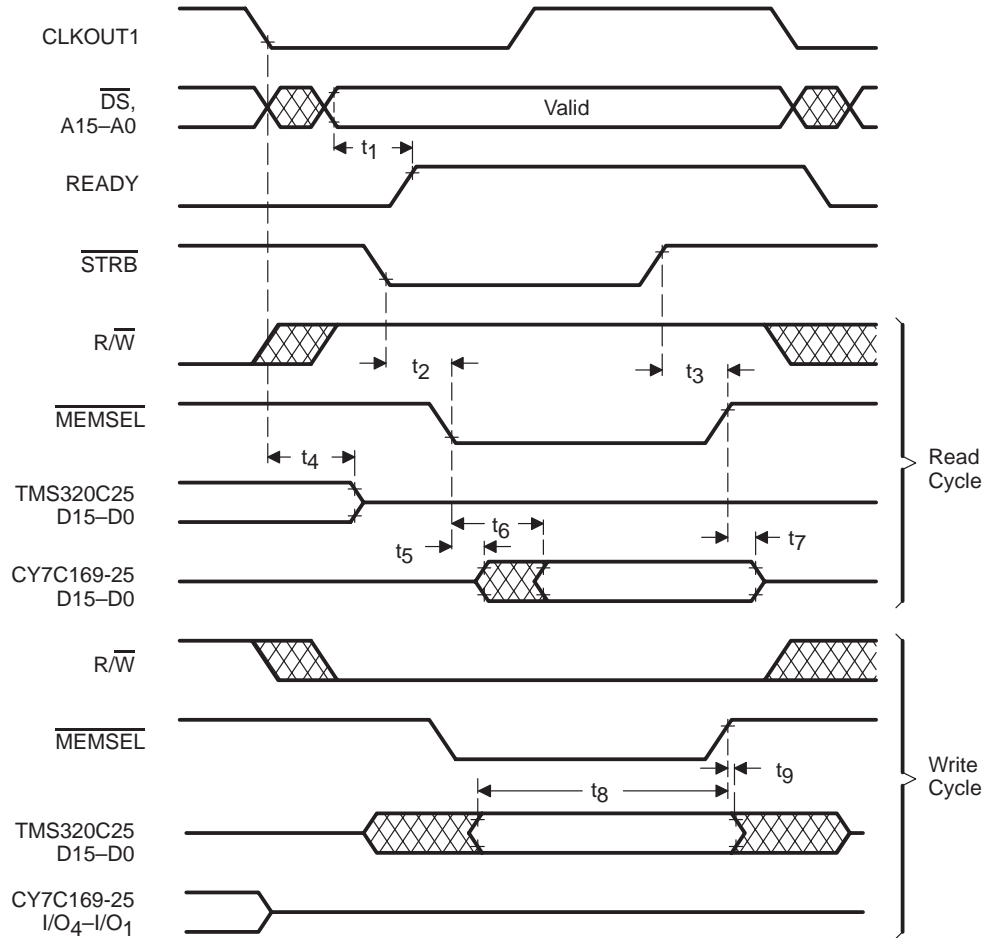 CLKOUT1
DS,
A15–A0
Valid
t1
READY
STRB
R/W
t2
t3
MEMSEL
t4
Read
Cycle
TMS320C25
D15–D0
t6
t5
t7
CY7C169-25
D15–D0
R/W
MEMSEL
t9
Write
Cycle
t8
TMS320C25
D15–D0
CY7C169-25
I/O4–I/O1